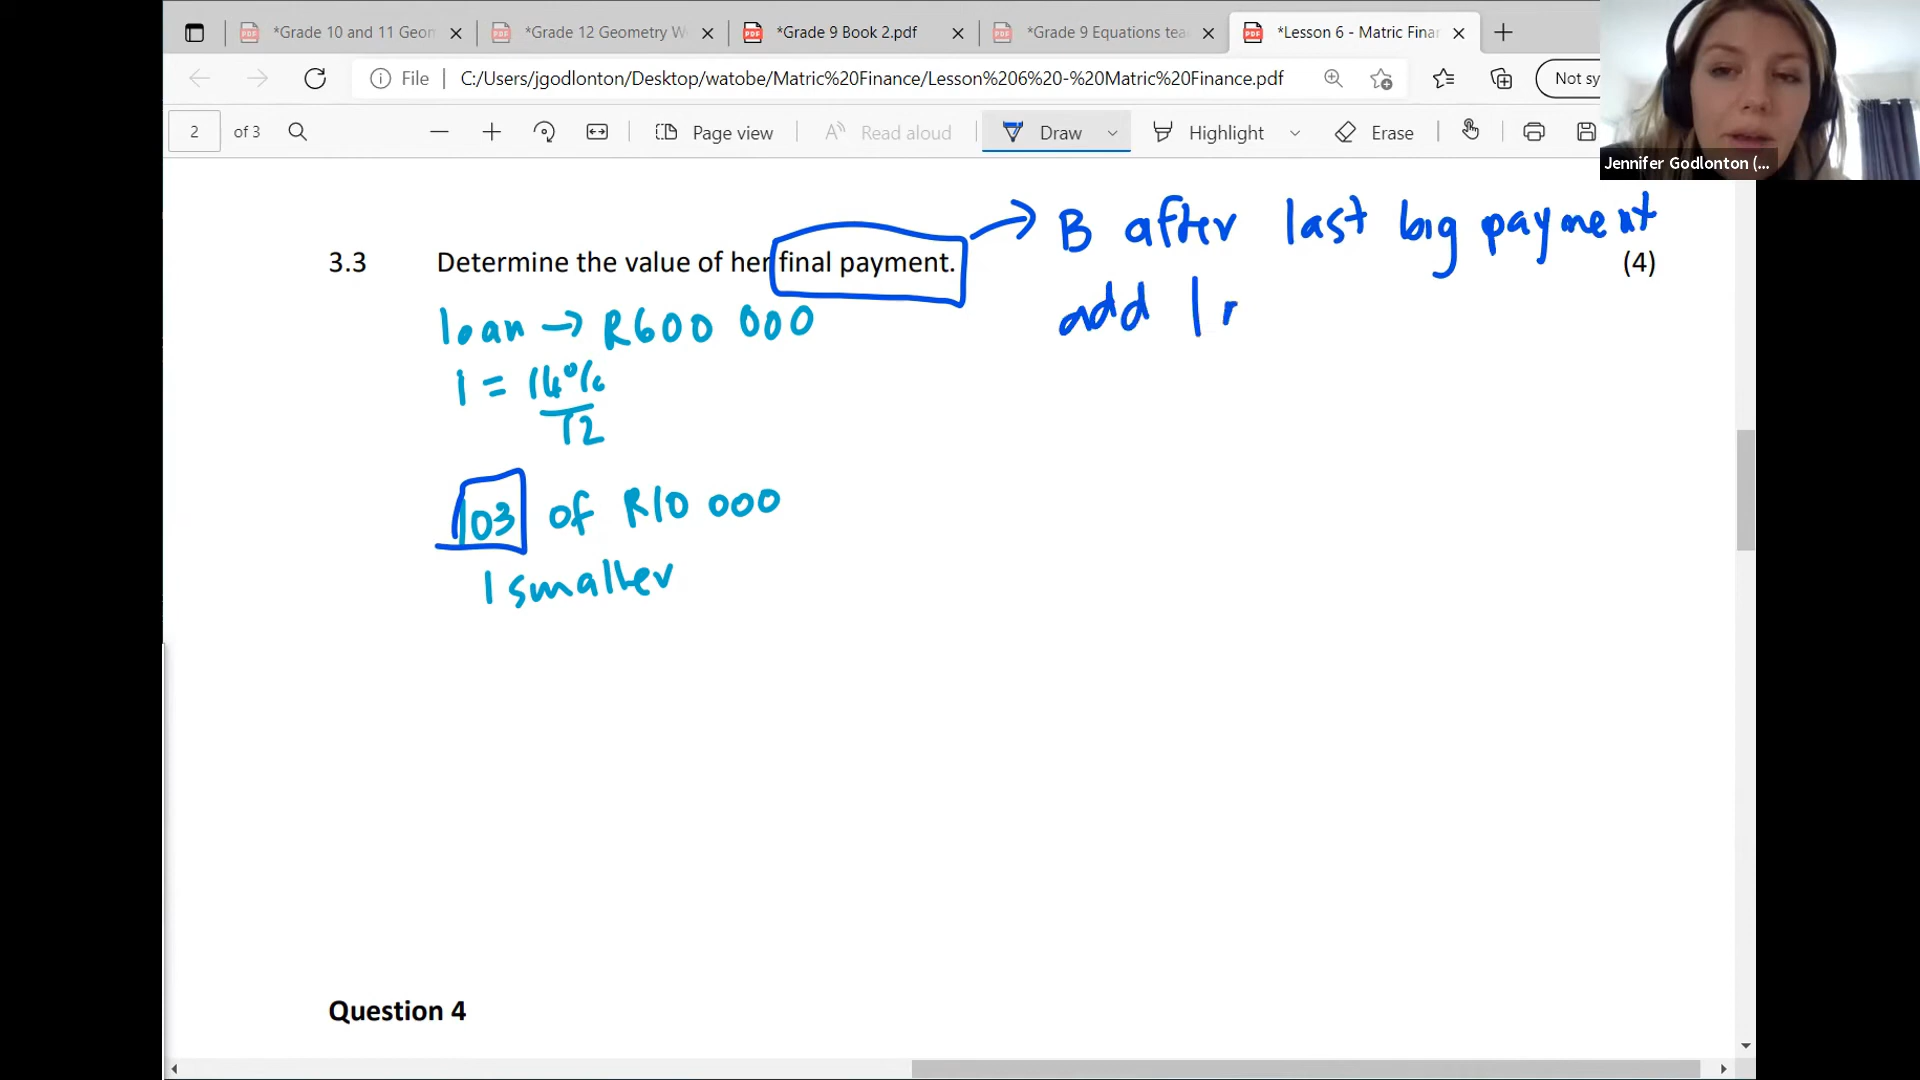 *Grade 10 and 11 Geon
*Grade 12 Geometry W
*Grade 9 Book 2.pdf
*Grade 9 Equations tea
*Lesson 6 - Matric Finar
File
C:/Users/jgodlonton/Desktop/watobe/Matric%20Finance/Lesson%206%20-%20Matric%20Finance.pdf
Not sy
2 of 3
Page view
Read aloud
Draw
Highlight
Erase
Jennifer Godlonton (...
B after last big payment
3.3 Determine the value of her final payment. (4)
add 1
loan → R600 000
i = 14%
12
103 of R10 000
1 smaller
Question 4